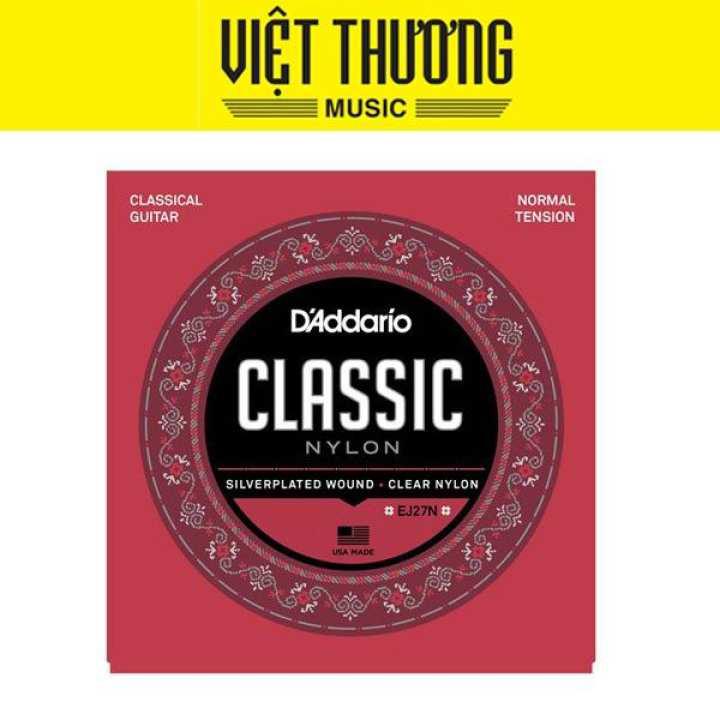 VIỆT THƯƠNG
MUSIC
CLASSICAL
GUITAR
NORMAL
TENSION
D'Addario
CLASSIC
NYLON
SILVERPLATED WOUND • CLEAR NYLON
EJ27N
USA MADE